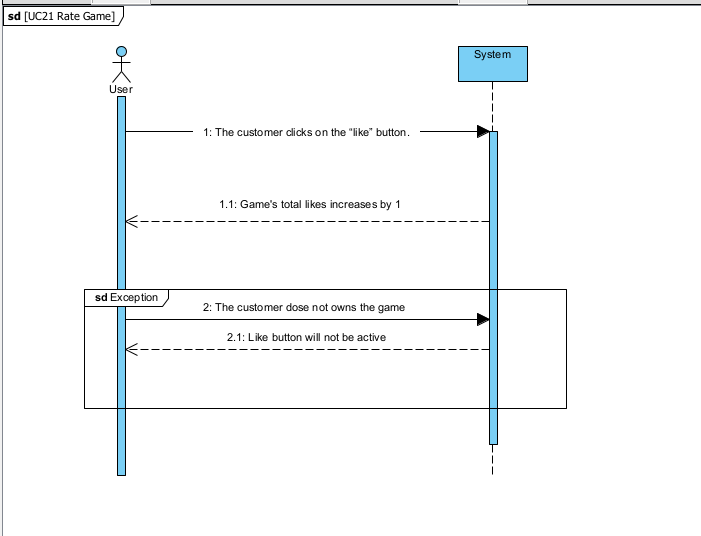 sd [UC21 Rate Game]
User
System
1: The customer clicks on the “like” button.
1.1: Game's total likes increases by 1
sd Exception
2: The customer dose not owns the game
2.1: Like button will not be active